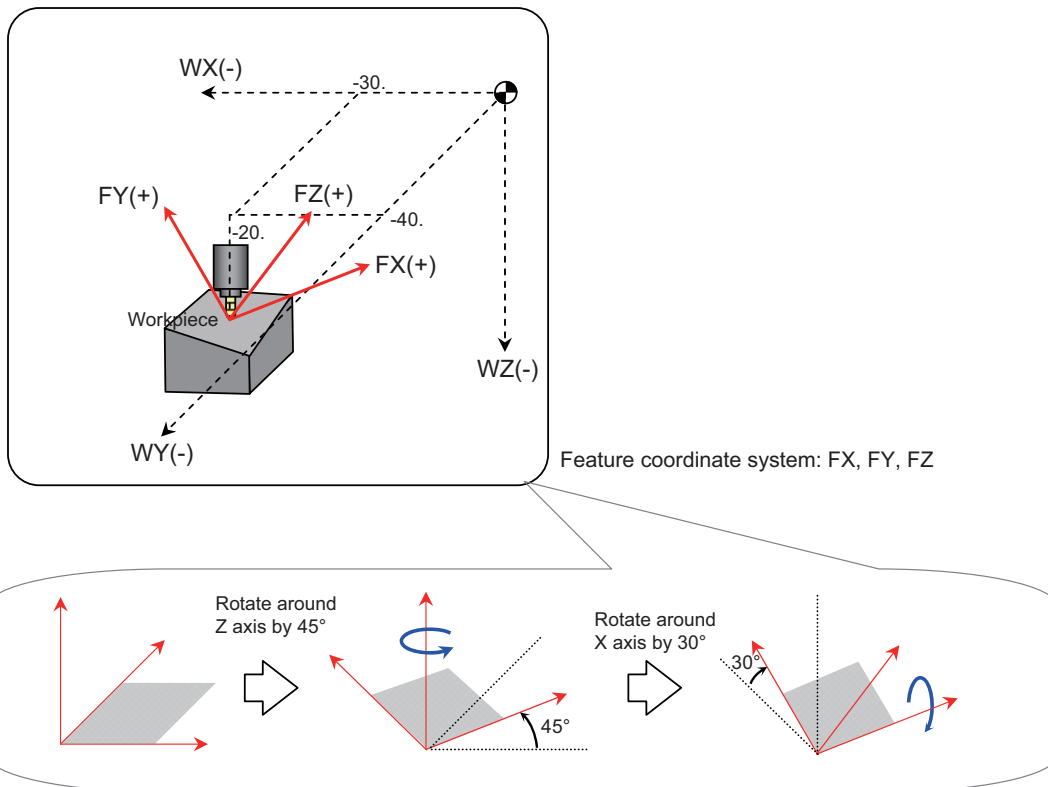 WX(-)
-30.
FY(+)
FZ(+)
-40.
-20.
FX(+)
Workpiece
WZ(-)
WY(-)
Feature coordinate system: FX, FY, FZ
Rotate around
Z axis by 45°
45°
Rotate around
X axis by 30°
30°